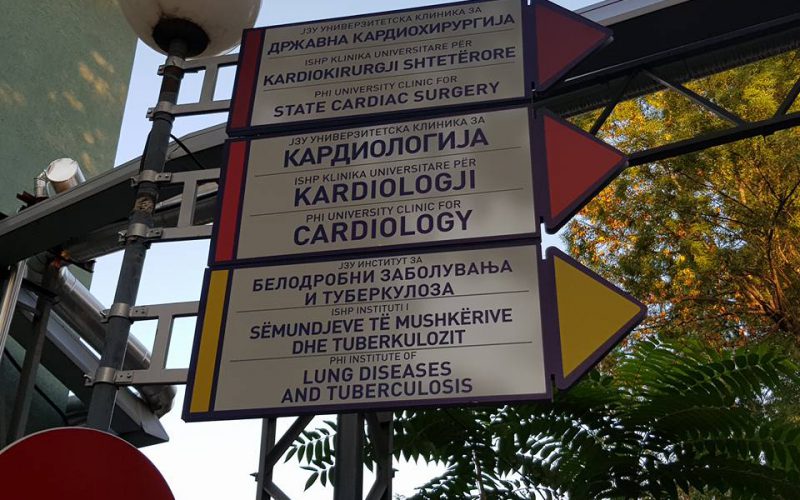 ЈЗУ УНИВЕРЗИТЕТСКА КЛИНИКА ЗА
ДРЖАВНА КАРДИОХИРУРГИЈА
ISHP KLINIKA UNIVERSITARE PËR
KARDIOKIRURGJI SHTETËRORE
PHI UNIVERSITY CLINIC FOR
STATE CARDIAC SURGERY
ЈЗУ УНИВЕРЗИТЕТСКА КЛИНИКА ЗА
КАРДИОЛОГИЈА
ISHP KLINIKA UNIVERSITARE PËR
KARDIOLOGJI
PHI UNIVERSITY CLINIC FOR
CARDIOLOGY
ЈЗУ ИНСТИТУТ ЗА
БЕЛОДРОБНИ ЗАБОЛУВАЊА
И ТУБЕРКУЛОЗА
ISHP INSTITUTI I
SËMUNDJEVE TË MUSHKËRIVE
DHE TUBERKULOZIT
PHI INSTITUTE OF
LUNG DISEASES
AND TUBERCULOSIS